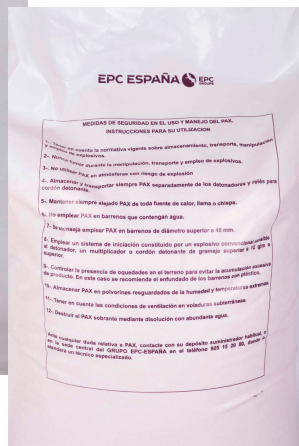 EPC ESPAÑA EPC
GROUPE
MEDIDAS DE SEGURIDAD EN EL USO Y MANEJO DEL PAX.
INSTRUCCIONES PARA SU UTILIZACION
1.- Tener en cuenta la normativa vigente sobre almacenamiento, transporte, manipulación
y empleo de explosivos.
2.- Nunca fumar durante la manipulación, transporte y empleo de explosivos.
3.- No utilizar PAX en atmósferas con riesgo de explosión
4.- Almacenar y transportar siempre PAX separadamente de los detonadores y relés para
cordón detonante.
5.- Mantener siempre alejado PAX de toda fuente de calor, llama o chispa.
6.- No emplear PAX en barrenos que contengan agua.
7.- Se aconseja emplear PAX en barrenos de diámetro superior a 45 mm.
8.- Emplear un sistema de iniciación constituido por un explosivo convencional sensible
al detonador, un multiplicador o cordón detonante de gramaje superior a 12 g/m o
superior.
9.- Controlar la presencia de oquedades en el terreno para evitar la acumulación excesiva
de producto. En este caso se recomienda el enfundado de los barrenos con plástico.
10.- Almacenar PAX en polvorines resguardados de la humedad y temperaturas extremas
11.- Tener en cuenta las condiciones de ventilación en voladuras subterráneas.
12.- Destruir el PAX sobrante mediante disolución con abundante agua.
Ante cualquier duda relativa a PAX, contacte con su depósito suministrador habitual, o
en la sede central del GRUPO EPC-ESPAÑA en el teléfono 925 15 20 80, donde le
atenderá un técnico especializado.